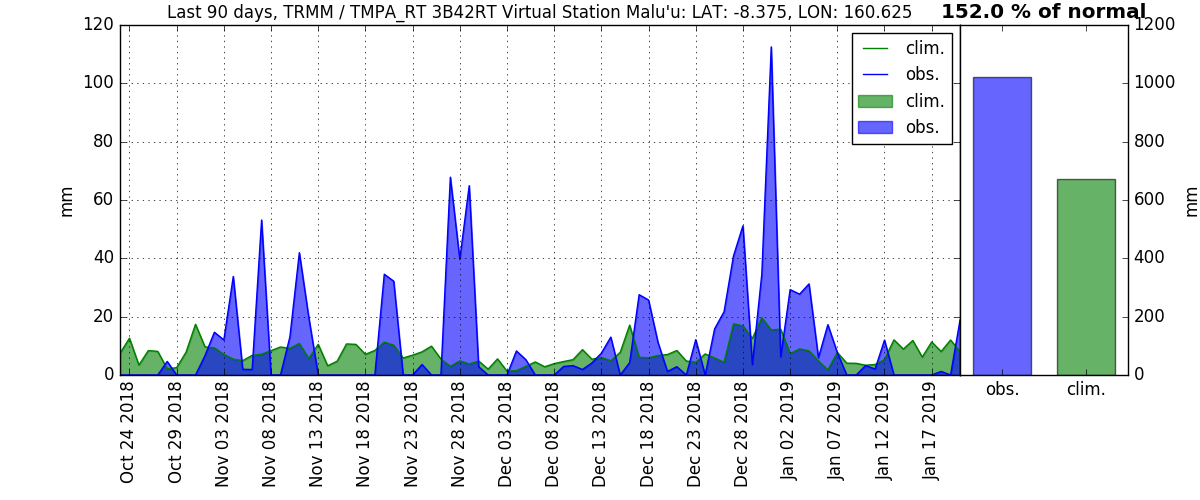 Last 90 days, TRMM / TMPA_RT 3B42RT Virtual Station Malu'u: LAT: -8.375, LON: 160.625
152.0 % of normal
120
100
80
60
40
20
0
mm
clim.
obs.
clim.
obs.
1200
1000
800
600
400
200
0
mm
Oct 24 2018
Oct 29 2018
Nov 03 2018
Nov 08 2018
Nov 13 2018
Nov 18 2018
Nov 23 2018
Nov 28 2018
Dec 03 2018
Dec 08 2018
Dec 13 2018
Dec 18 2018
Dec 23 2018
Dec 28 2018
Jan 02 2019
Jan 07 2019
Jan 12 2019
Jan 17 2019
obs.
clim.